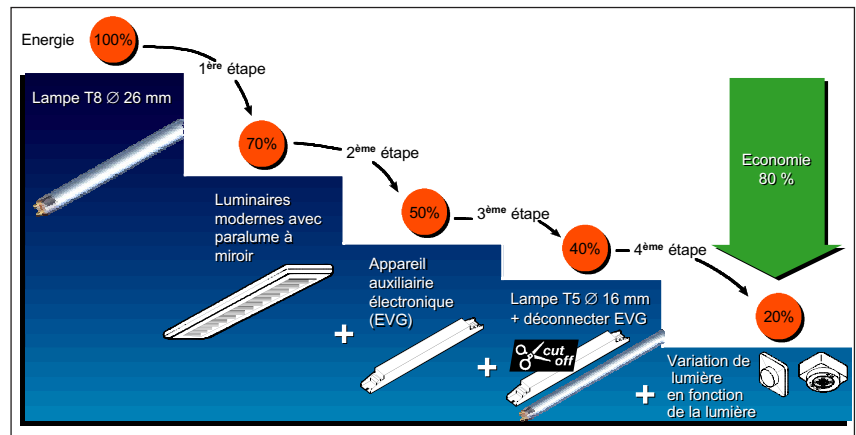 Energie
100%
1ère étape
Lampe T8 ∅ 26 mm
70%
2ème étape
Luminaires
modernes avec
paralume à
miroir
50%
3ème étape
+
Appareil
auxiliairie
électronique
(EVG)
40%
4ème étape
+
Lampe T5 ∅ 16 mm
+ déconnecter EVG
cut
off
Economie
80 %
20%
+
Variation de
lumière
en fonction
de la lumière